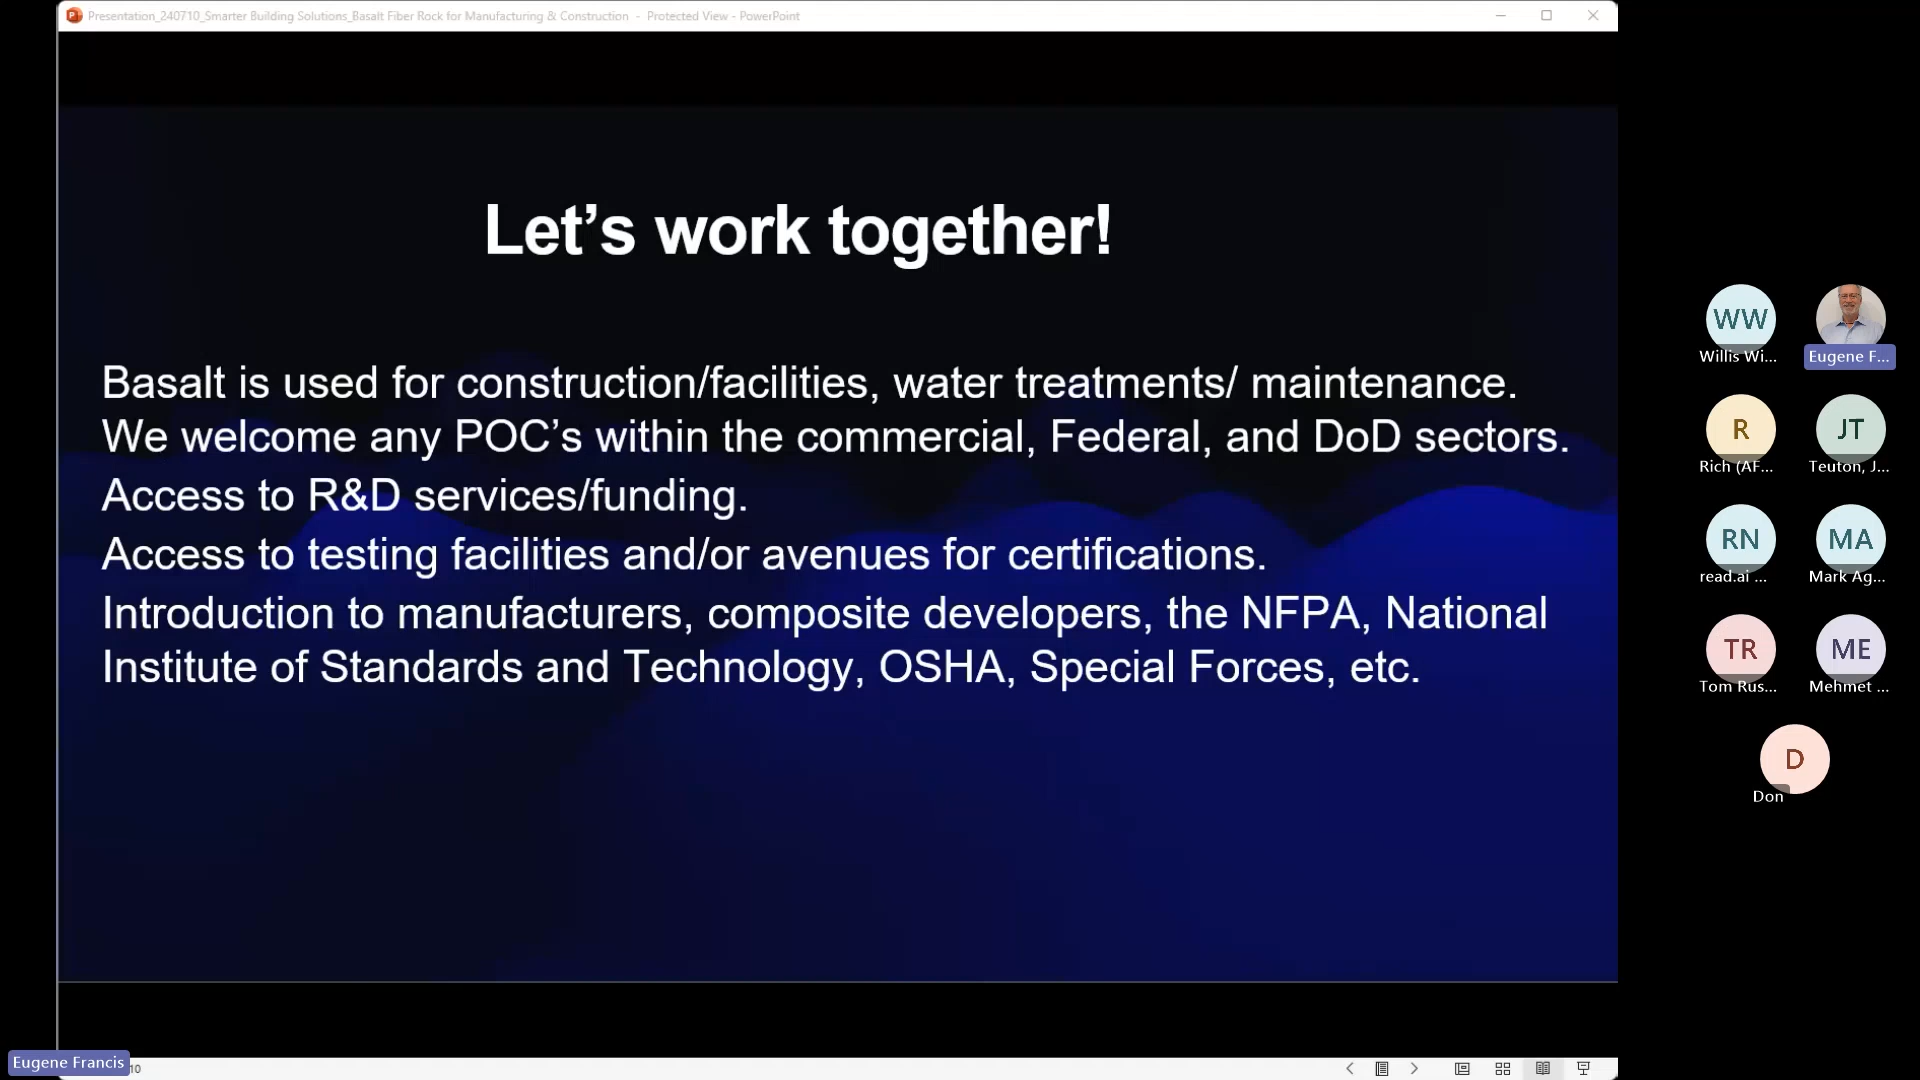 Presentation_240710_Smarter Building Solutions_Basalt Fiber Rock for Manufacturing & Construction - Protected View - PowerPoint
Let’s work together!
Basalt is used for construction/facilities, water treatments/ maintenance.
We welcome any POC’s within the commercial, Federal, and DoD sectors.
Access to R&D services/funding.
Access to testing facilities and/or avenues for certifications.
Introduction to manufacturers, composite developers, the NFPA, National
Institute of Standards and Technology, OSHA, Special Forces, etc.
WW
Willis Wi...
Eugene F...
R
Rich (AF...
JT
Teuton, J...
RN
read.ai ...
MA
Mark Ag...
TR
Tom Rus...
ME
Mehmet ...
D
Don
Eugene Francis
10